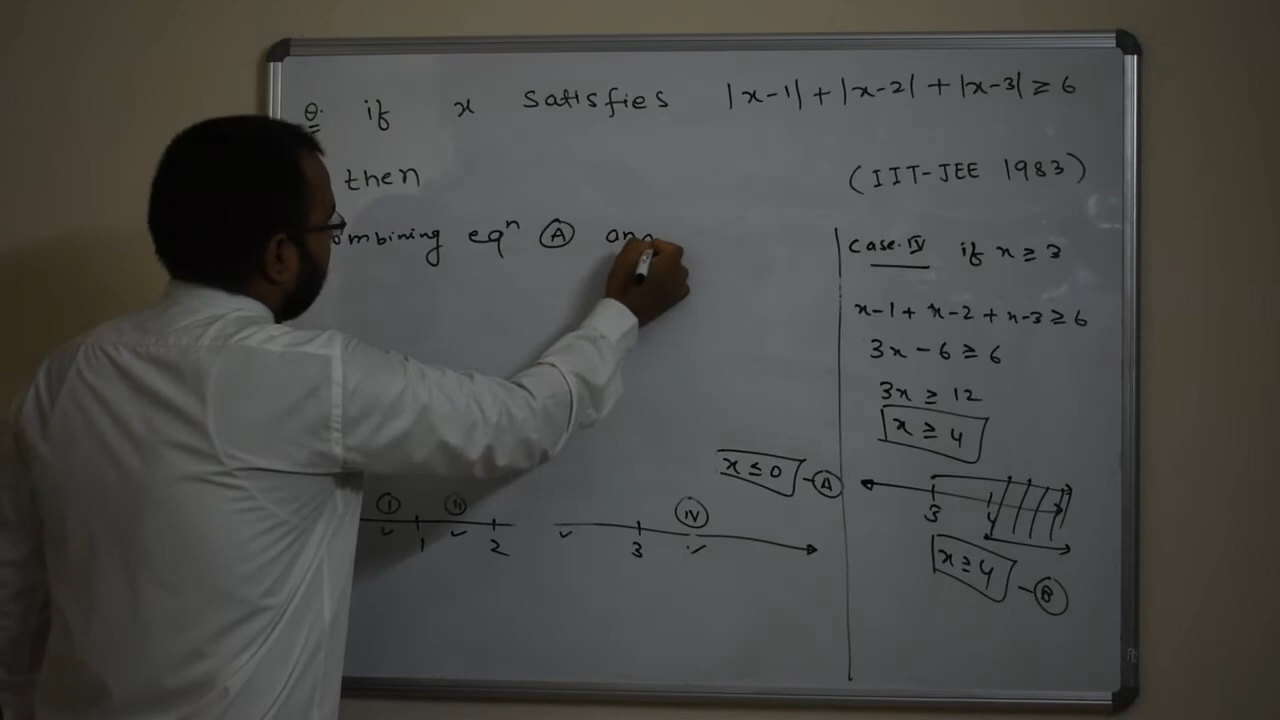 Q. if x satisfies |x-1| + |x-2| + |x-3| ≥ 6
then
(IIT-JEE 1983)
ombining eqⁿ Ⓐ an
x ≤ 0 - Ⓐ
I II IV
1 2 3
Case. IV if x ≥ 3
x-1 + x-2 + x-3 ≥ 6
3x - 6 ≥ 6
3x ≥ 12
x ≥ 4
3 4
x ≥ 4 - Ⓑ